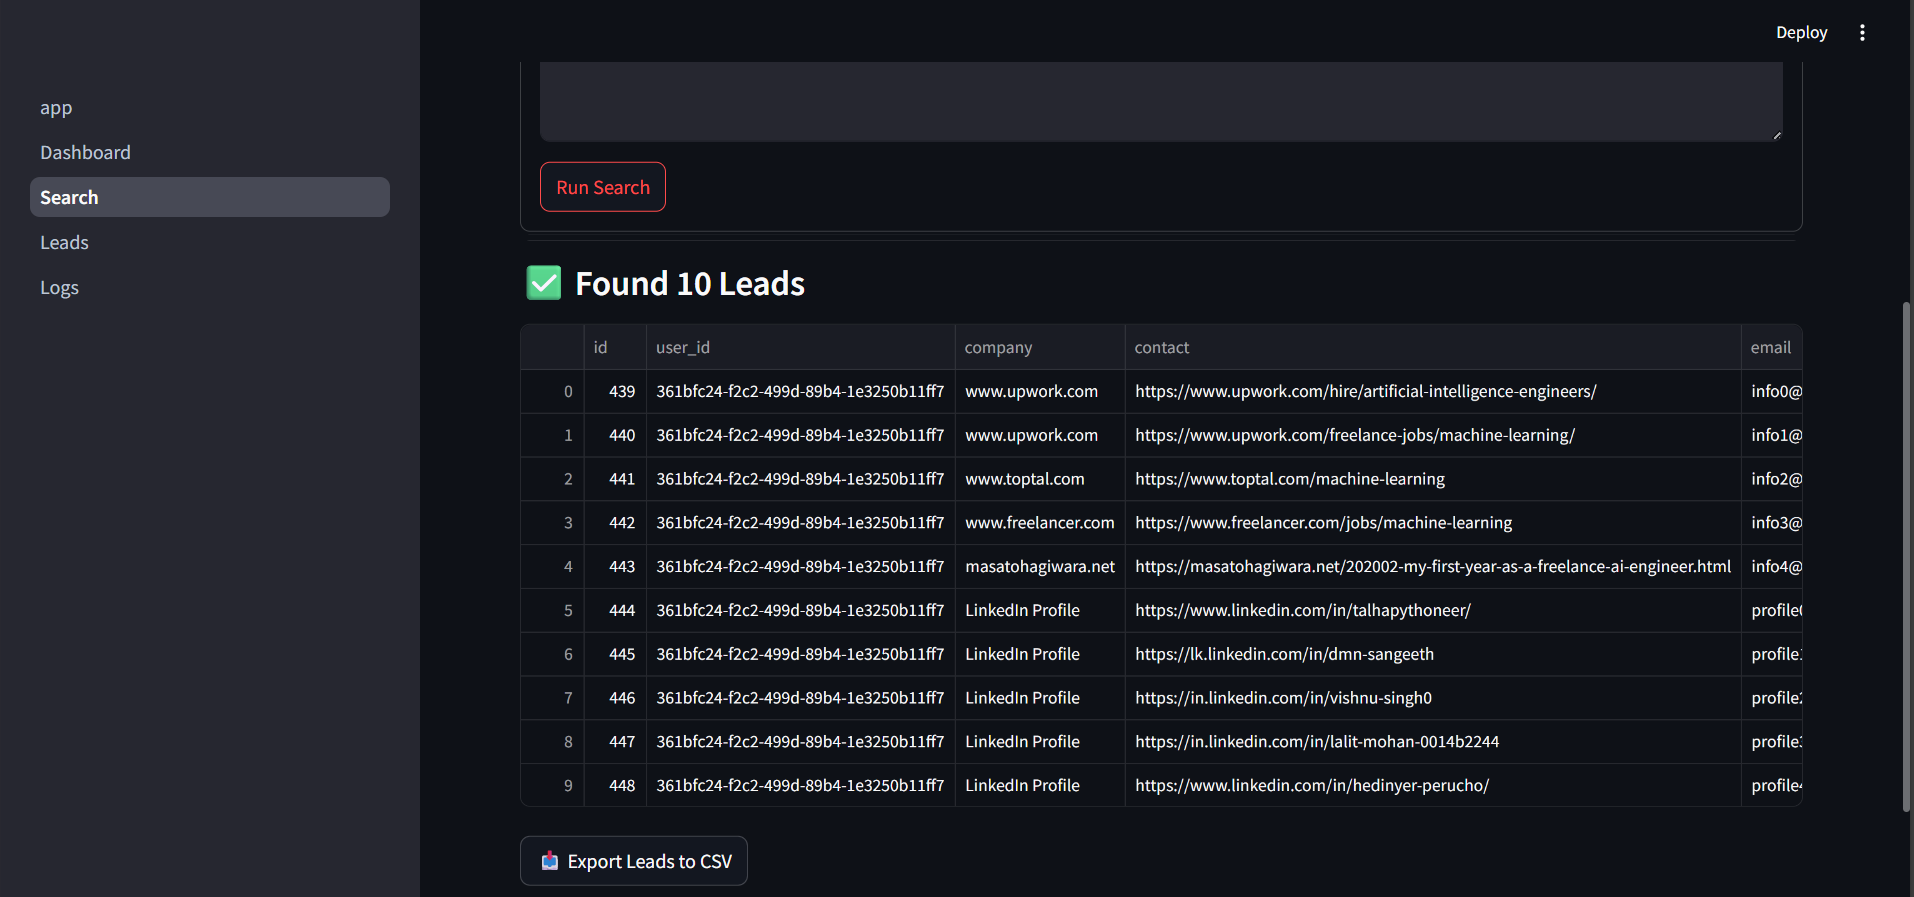 Deploy
app
Dashboard
Search
Leads
Logs
Run Search
Found 10 Leads
id user_id company contact email
0 439 361bfc24-f2c2-499d-89b4-1e3250b11ff7 www.upwork.com https://www.upwork.com/hire/artificial-intelligence-engineers/ info0@
1 440 361bfc24-f2c2-499d-89b4-1e3250b11ff7 www.upwork.com https://www.upwork.com/freelance-jobs/machine-learning/ info1@
2 441 361bfc24-f2c2-499d-89b4-1e3250b11ff7 www.toptal.com https://www.toptal.com/machine-learning info2@
3 442 361bfc24-f2c2-499d-89b4-1e3250b11ff7 www.freelancer.com https://www.freelancer.com/jobs/machine-learning info3@
4 443 361bfc24-f2c2-499d-89b4-1e3250b11ff7 masatohagiwara.net https://masatohagiwara.net/202002-my-first-year-as-a-freelance-ai-engineer.html info4@
5 444 361bfc24-f2c2-499d-89b4-1e3250b11ff7 LinkedIn Profile https://www.linkedin.com/in/talhapythoneer/ profile0
6 445 361bfc24-f2c2-499d-89b4-1e3250b11ff7 LinkedIn Profile https://lk.linkedin.com/in/dmn-sangeeth profile1
7 446 361bfc24-f2c2-499d-89b4-1e3250b11ff7 LinkedIn Profile https://in.linkedin.com/in/vishnu-singh0 profile2
8 447 361bfc24-f2c2-499d-89b4-1e3250b11ff7 LinkedIn Profile https://in.linkedin.com/in/lalit-mohan-0014b2244 profile3
9 448 361bfc24-f2c2-499d-89b4-1e3250b11ff7 LinkedIn Profile https://www.linkedin.com/in/hedinyer-perucho/ profile4
Export Leads to CSV